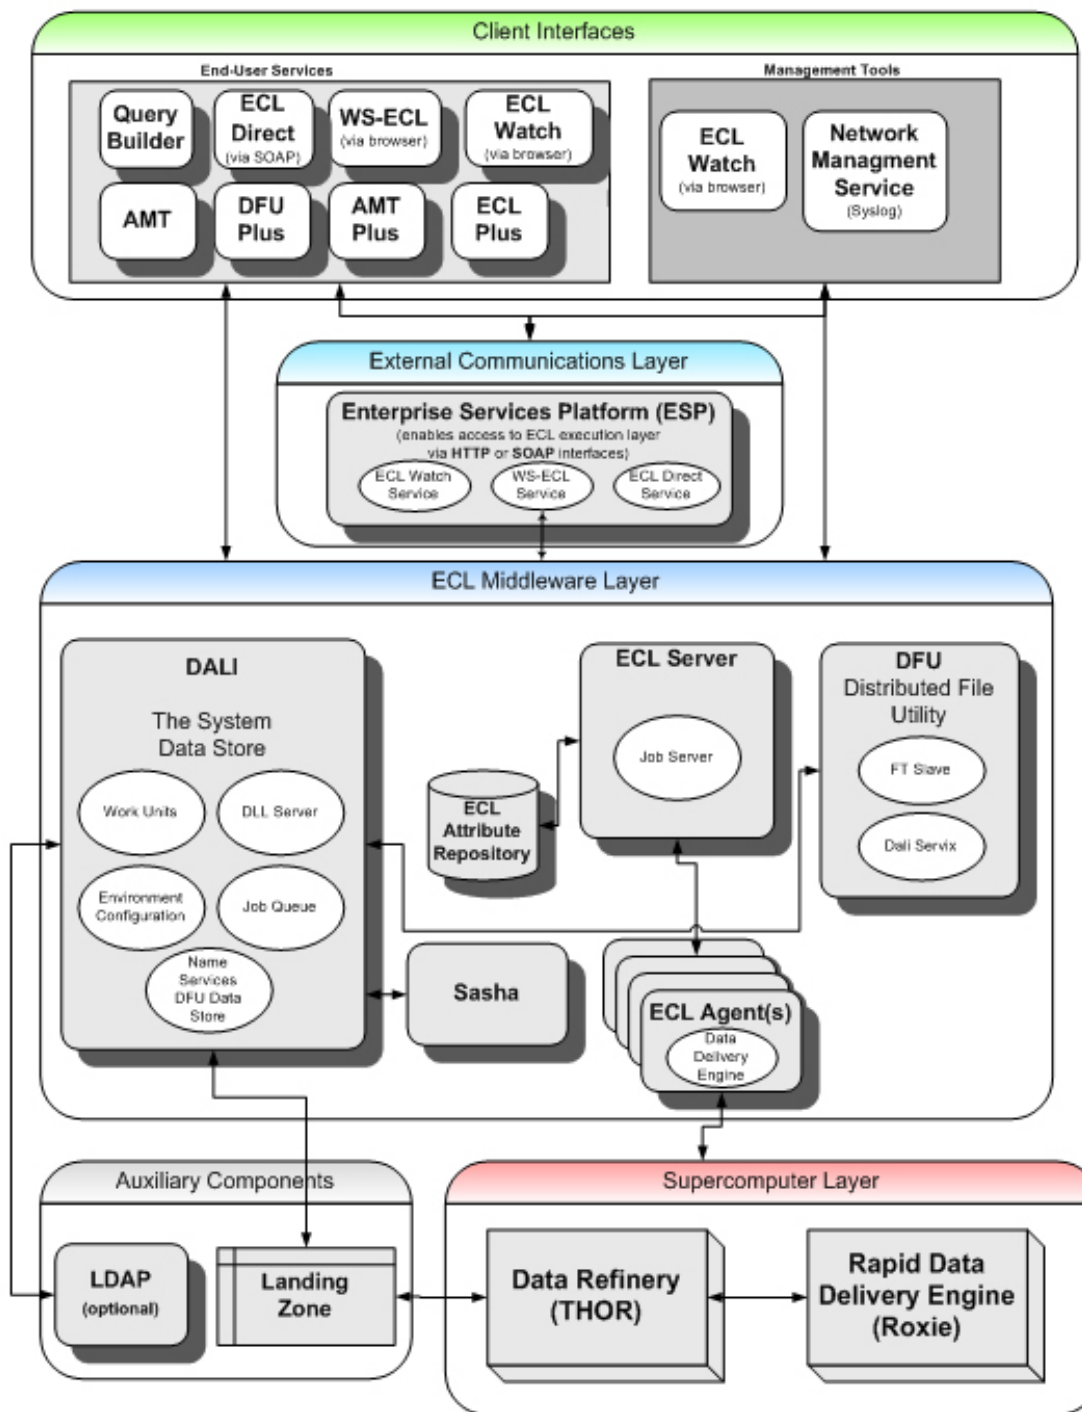 Client Interfaces
End-User Services
Query
Builder
ECL
Direct
(via SOAP)
WS-ECL
(via browser)
ECL
Watch
(via browser)
AMT
DFU
Plus
AMT
Plus
ECL
Plus
Management Tools
ECL
Watch
(via browser)
Network
Managment
Service
(Syslog)
External Communications Layer
Enterprise Services Platform (ESP)
(enables access to ECL execution layer
via HTTP or SOAP interfaces)
ECL Watch
Service
WS-ECL
Service
ECL Direct
Service
ECL Middleware Layer
DALI
The System
Data Store
Work Units
DLL Server
Environment
Configuration
Job Queue
Name
Services
DFU Data
Store
ECL
Attribute
Repository
ECL Server
Job Server
DFU
Distributed File
Utility
FT Slave
Dali Servix
Sasha
ECL Agent(s)
Data
Delivery
Engine
Auxiliary Components
LDAP
(optional)
Landing
Zone
Supercomputer Layer
Data Refinery
(THOR)
Rapid Data
Delivery Engine
(Roxie)